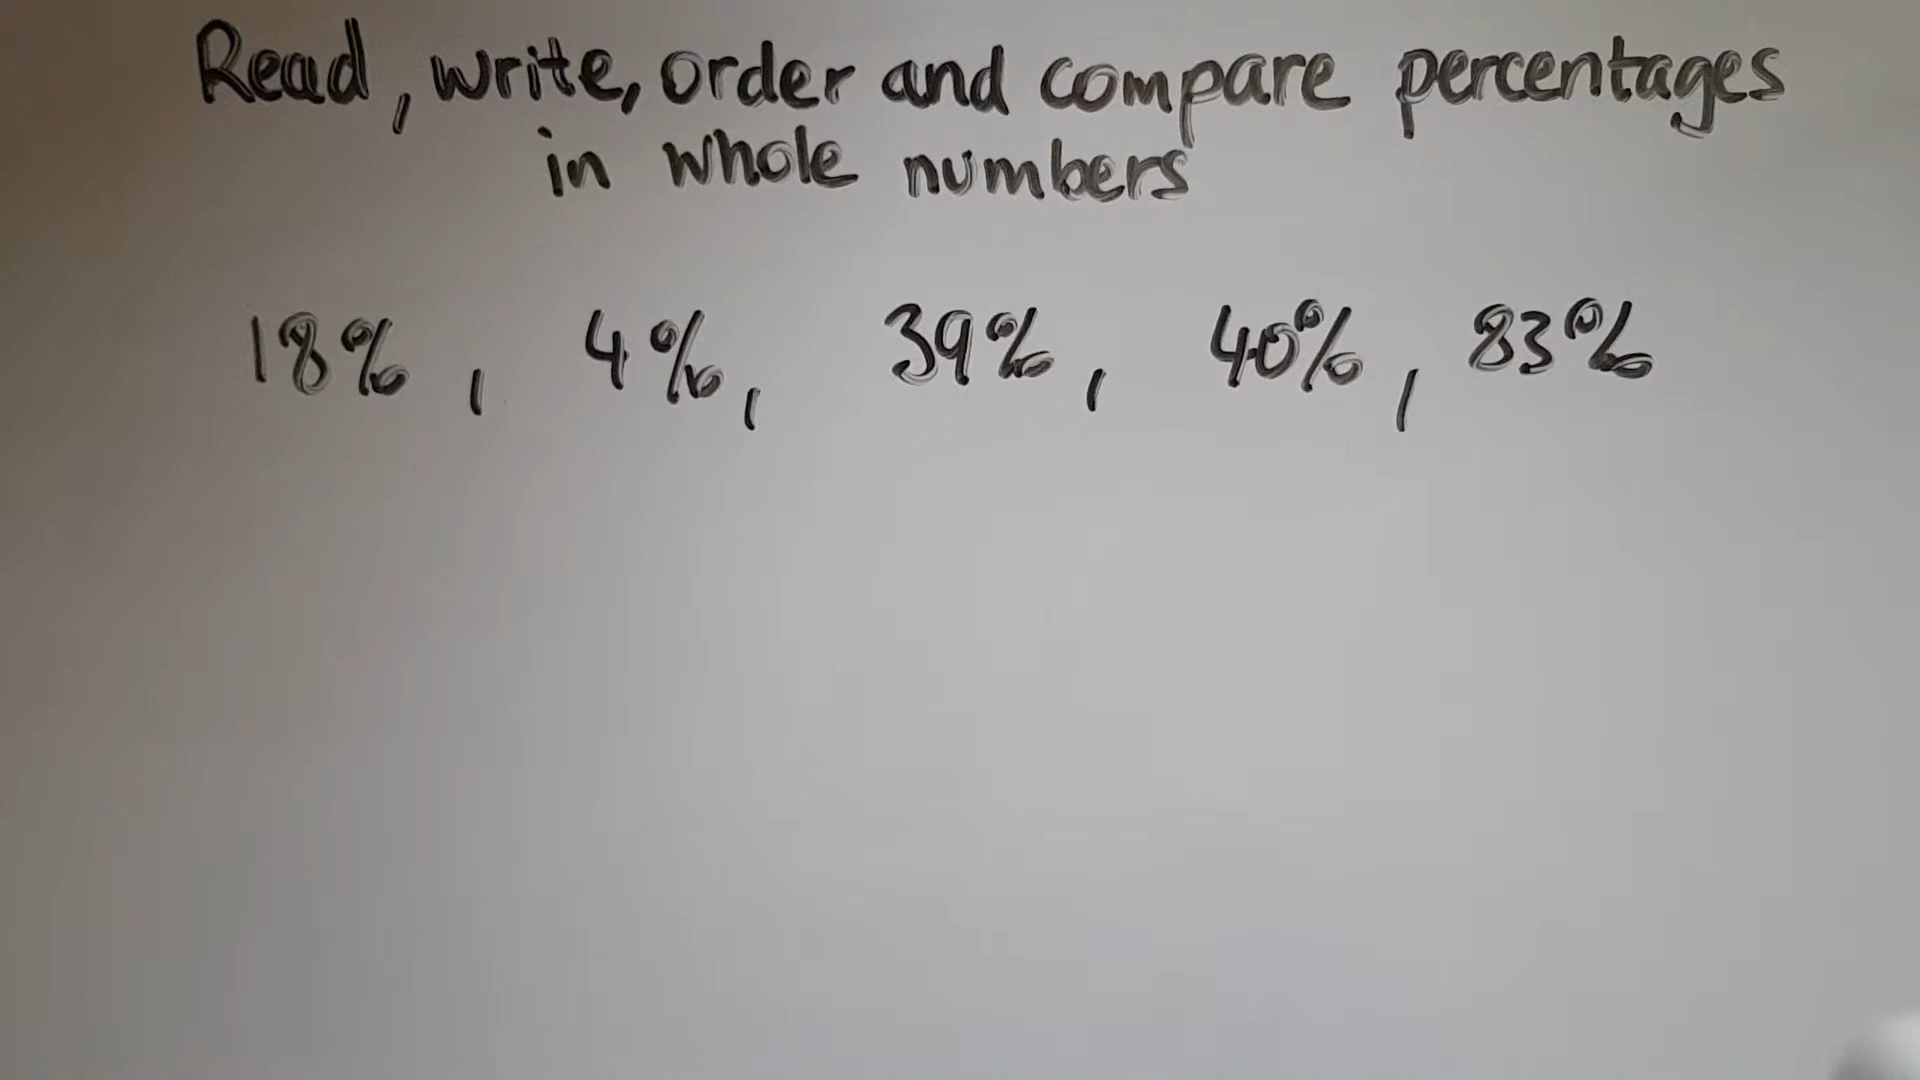 Read, write, order and compare percentages
in whole numbers
18%, 4%, 39%, 40%, 83%